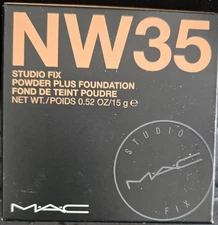 NW35
STUDIO FIX
POWDER PLUS FOUNDATION
FOND DE TEINT POUDRE
NET WT./POIDS 0.52 OZ/15 g ℮
MAC
STUDIO
FIX